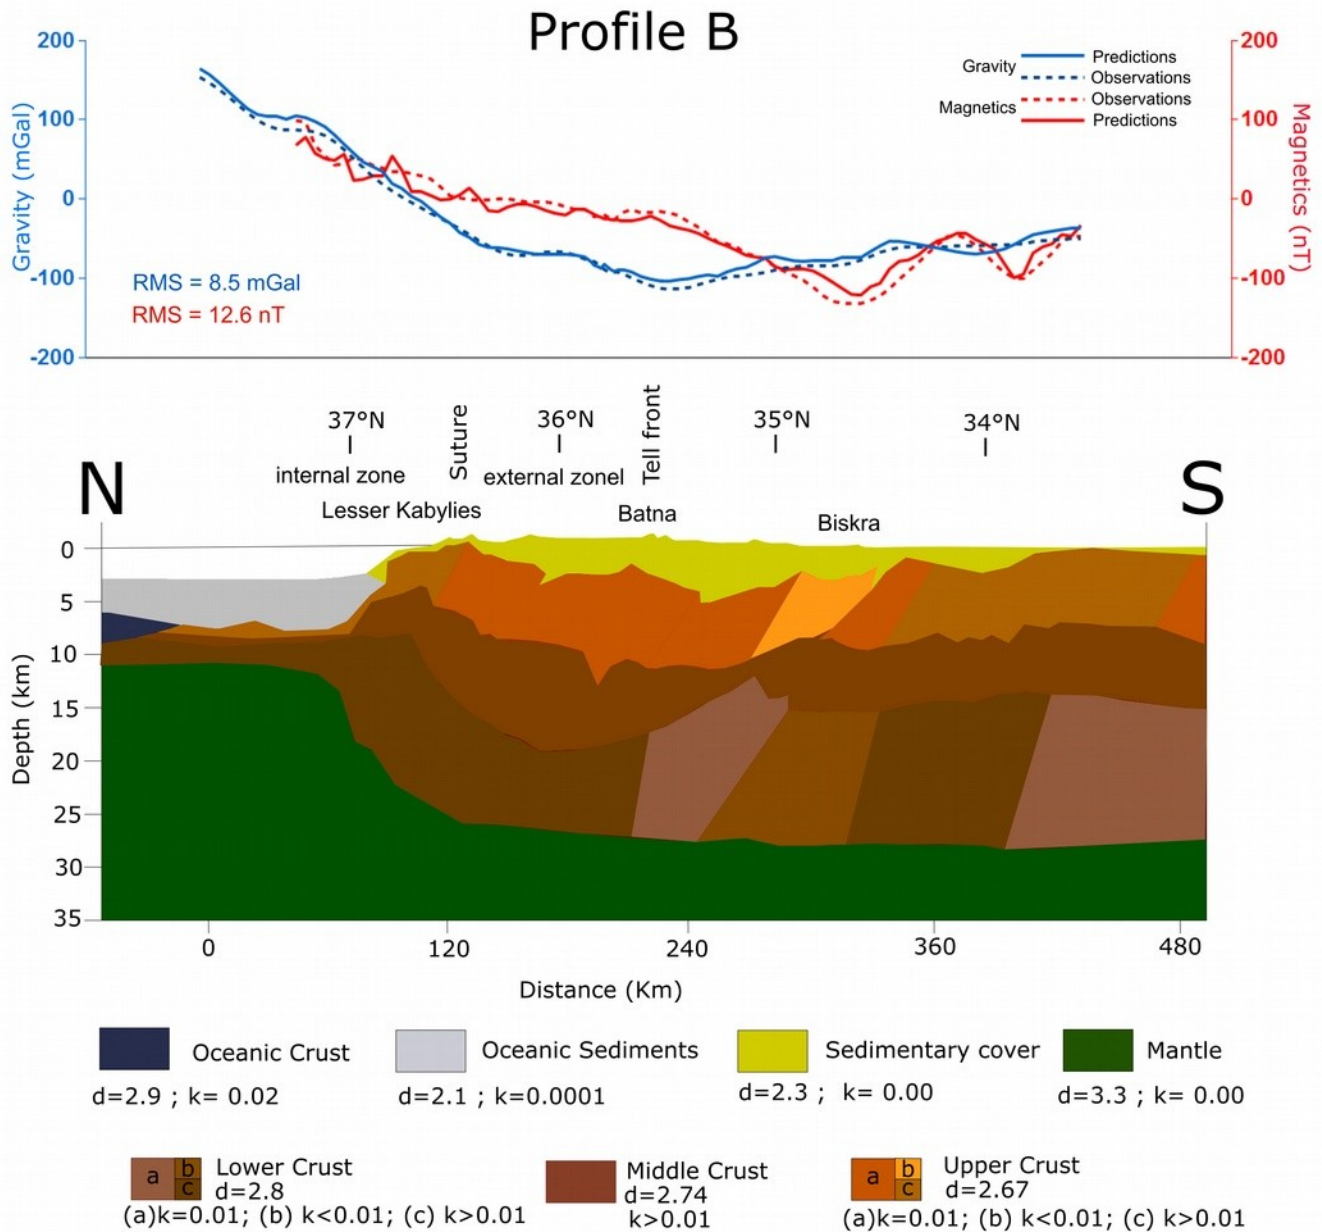 Profile B
200
100
0
-100
-200
Gravity (mGal)
200
100
0
-100
-200
Magnetics (nT)
Gravity
Predictions
Observations
Magnetics
Observations
Predictions
RMS = 8.5 mGal
RMS = 12.6 nT
37°N
Suture
36°N
Tell front
35°N
34°N
internal zone
external zonel
N
S
Lesser Kabylies
Batna
Biskra
0
5
10
15
20
25
30
35
Depth (km)
0
120
240
360
480
Distance (Km)
Oceanic Crust
d=2.9 ; k= 0.02
Oceanic Sediments
d=2.1 ; k=0.0001
Sedimentary cover
d=2.3 ; k= 0.00
Mantle
d=3.3 ; k= 0.00
a
b
c
Lower Crust
d=2.8
(a)k=0.01; (b) k<0.01; (c) k>0.01
Middle Crust
d=2.74
k>0.01
a
b
c
Upper Crust
d=2.67
(a)k=0.01; (b) k<0.01; (c) k>0.01